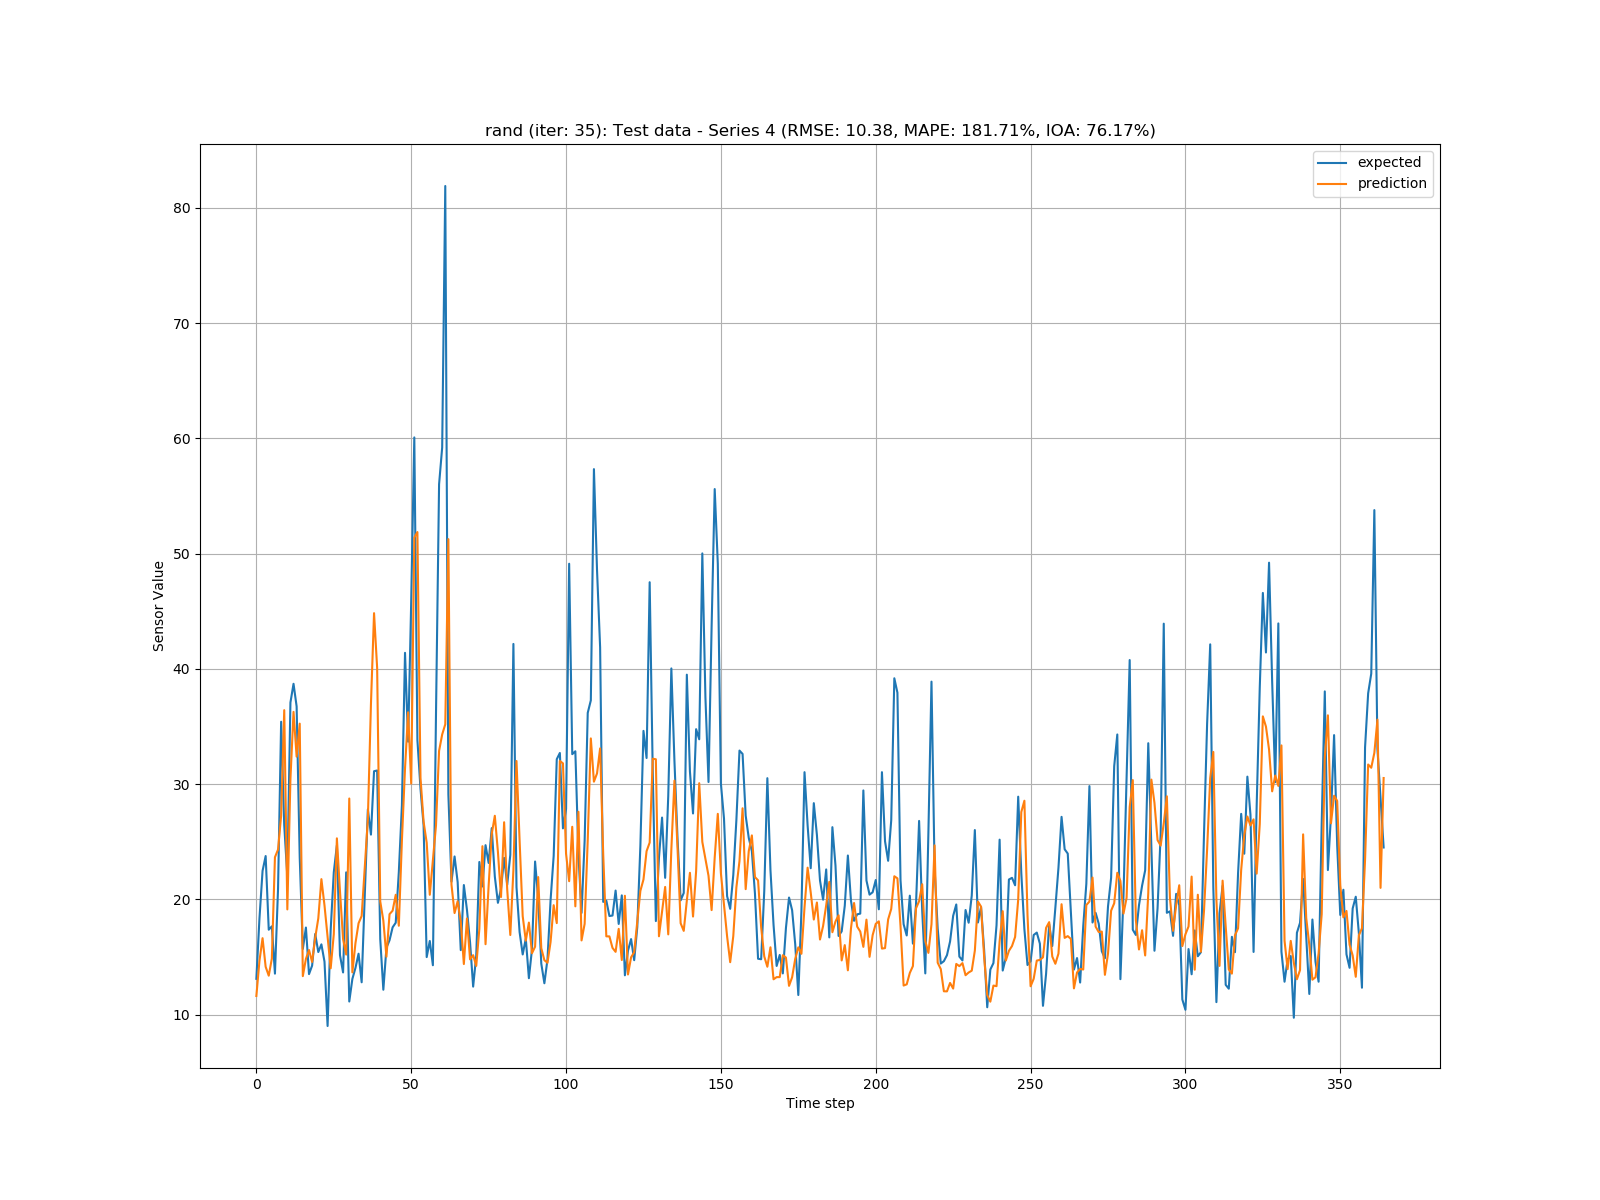 rand (iter: 35): Test data - Series 4 (RMSE: 10.38, MAPE: 181.71%, IOA: 76.17%)
expected
prediction
80
70
60
50
40
30
20
10
Sensor Value
0 50 100 150 200 250 300 350
Time step